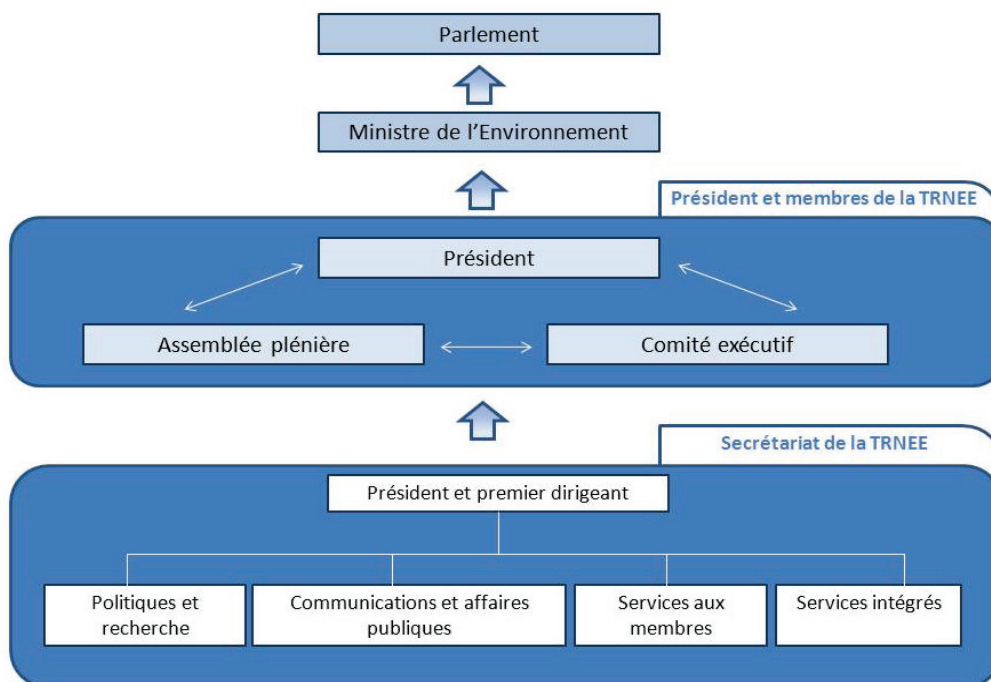 Parlement
Ministre de l'Environnement
Président et membres de la TRNEE
Président
Assemblée plénière
Comité exécutif
Secrétariat de la TRNEE
Président et premier dirigeant
Politiques et
recherche
Communications et affaires
publiques
Services aux
membres
Services intégrés